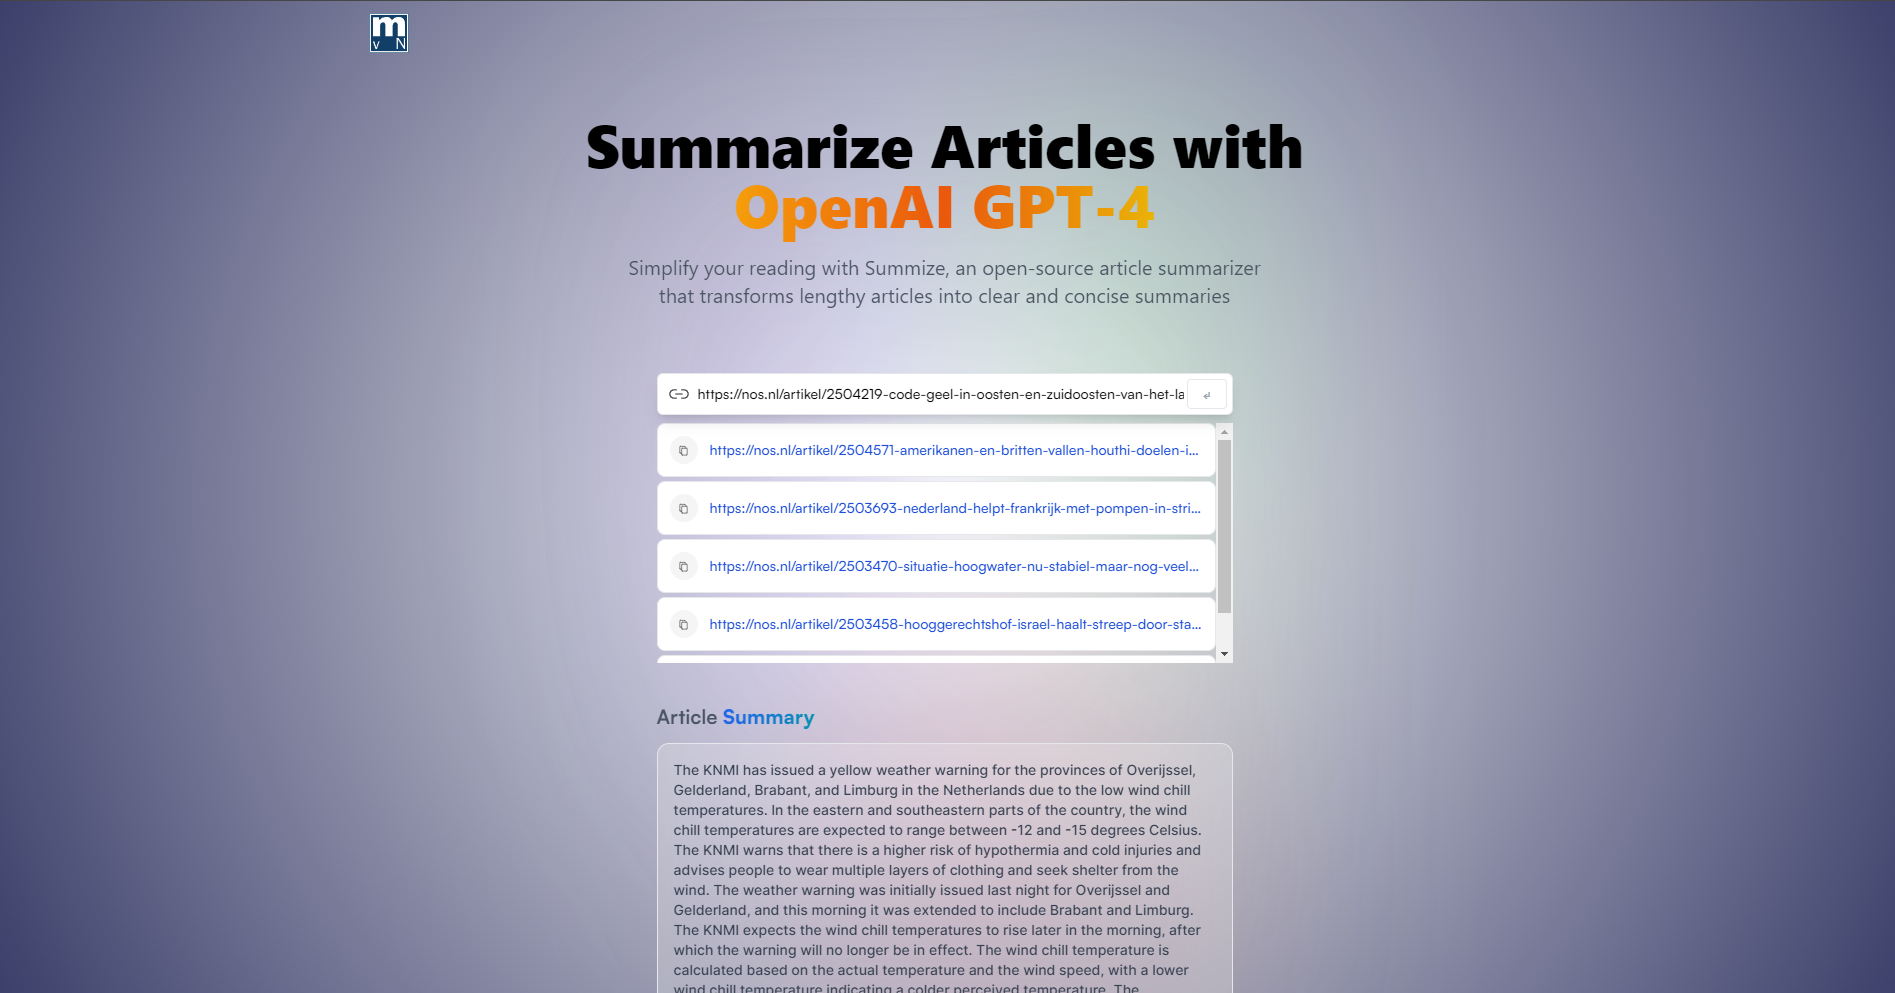 m
v N
Summarize Articles with
OpenAI GPT-4
Simplify your reading with Summize, an open-source article summarizer
that transforms lengthy articles into clear and concise summaries
https://nos.nl/artikel/2504219-code-geel-in-oosten-en-zuidoosten-van-het-la
https://nos.nl/artikel/2504571-amerikanen-en-britten-vallen-houthi-doelen-i...
https://nos.nl/artikel/2503693-nederland-helpt-frankrijk-met-pompen-in-stri...
https://nos.nl/artikel/2503470-situatie-hoogwater-nu-stabiel-maar-nog-veel...
https://nos.nl/artikel/2503458-hooggerechtshof-israel-haalt-streep-door-sta...
Article Summary
The KNMI has issued a yellow weather warning for the provinces of Overijssel,
Gelderland, Brabant, and Limburg in the Netherlands due to the low wind chill
temperatures. In the eastern and southeastern parts of the country, the wind
chill temperatures are expected to range between -12 and -15 degrees Celsius.
The KNMI warns that there is a higher risk of hypothermia and cold injuries and
advises people to wear multiple layers of clothing and seek shelter from the
wind. The weather warning was initially issued last night for Overijssel and
Gelderland, and this morning it was extended to include Brabant and Limburg.
The KNMI expects the wind chill temperatures to rise later in the morning, after
which the warning will no longer be in effect. The wind chill temperature is
calculated based on the actual temperature and the wind speed, with a lower
wind chill temperature indicating a colder perceived temperature. The